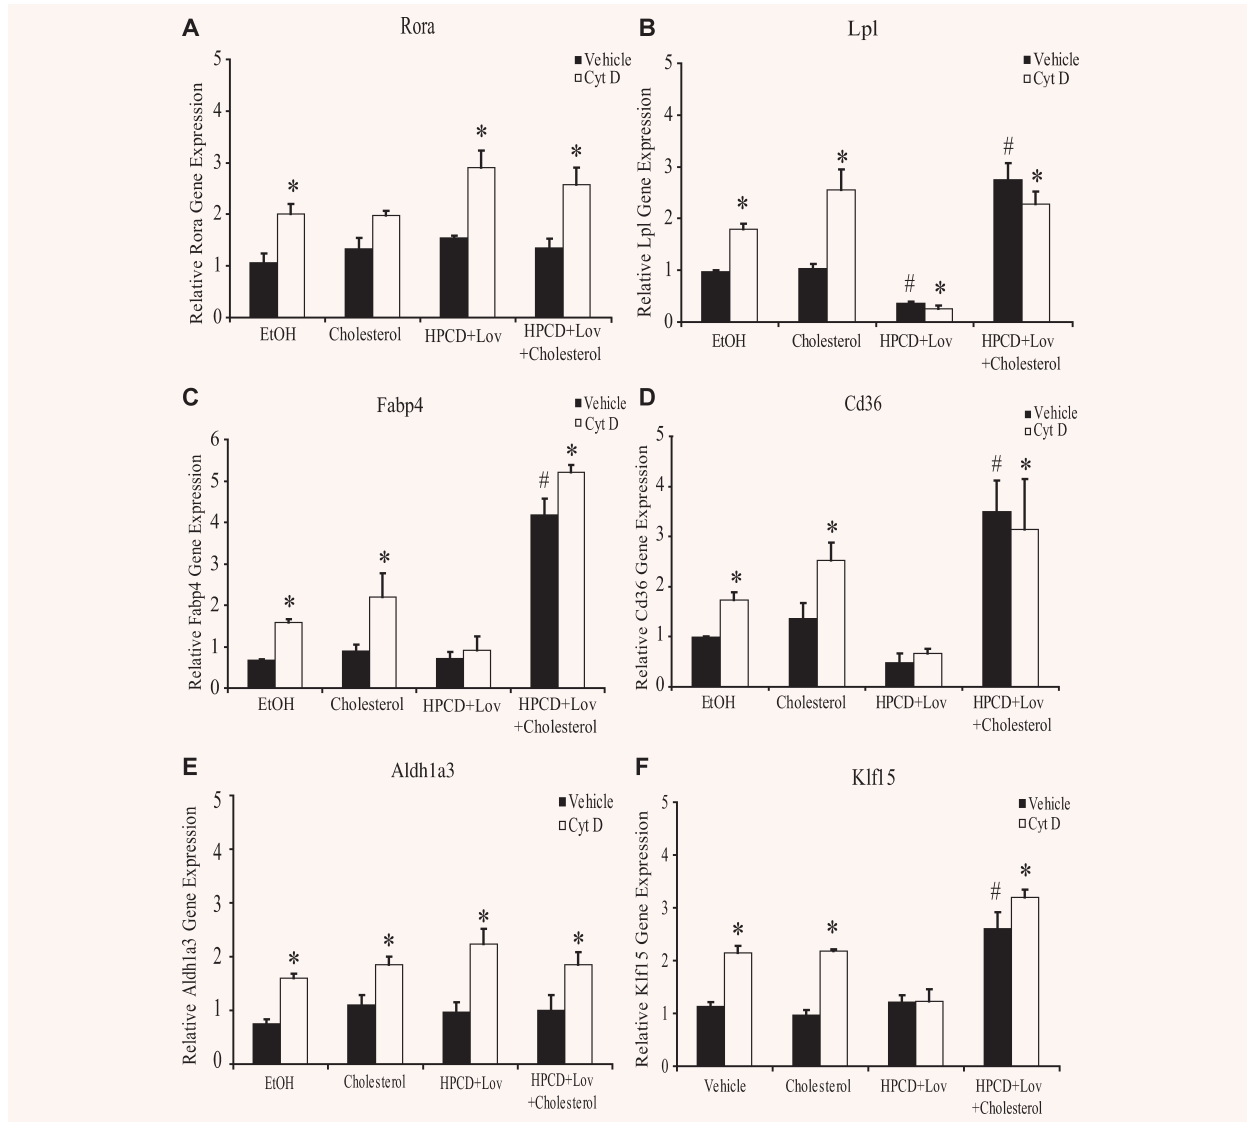 A
Rora
Vehicle
Cyt D
Relative Rora Gene Expression
5
4
3
2
1
0
*
*
*
EtOH
Cholesterol
HPCD+Lov
HPCD+Lov
+Cholesterol
B
Lpl
Vehicle
Cyt D
Relative Lpl Gene Expression
5
4
3
2
1
0
*
*
#
*
#
*
EtOH
Cholesterol
HPCD+Lov
HPCD+Lov
+Cholesterol
C
Fabp4
Vehicle
Cyt D
Relative Fabp4 Gene Expression
6
5
4
3
2
1
0
*
*
#
*
EtOH
Cholesterol
HPCD+Lov
HPCD+Lov
+Cholesterol
D
Cd36
Vehicle
Cyt D
Relative Cd36 Gene Expression
5
4
3
2
1
0
*
*
#
*
EtOH
Cholesterol
HPCD+Lov
HPCD+Lov
+Cholesterol
E
Aldh1a3
Vehicle
Cyt D
Relative Aldh1a3 Gene Expression
5
4
3
2
1
0
*
*
*
*
EtOH
Cholesterol
HPCD+Lov
HPCD+Lov
+Cholesterol
F
Klf15
Vehicle
Cyt D
Relative Klf15 Gene Expression
5
4
3
2
1
0
*
*
#
*
Vehicle
Cholesterol
HPCD+Lov
HPCD+Lov
+Cholesterol